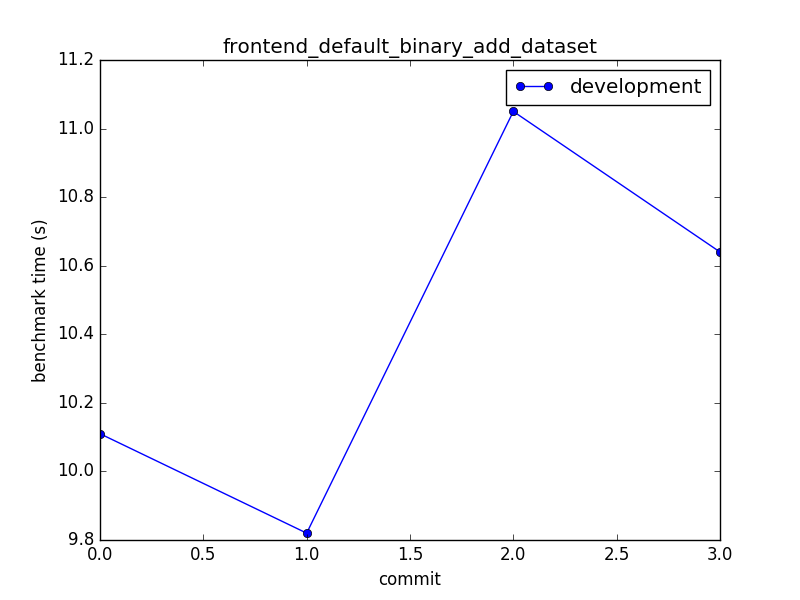 frontend_default_binary_add_dataset
development
11.2
11.0
10.8
10.6
10.4
10.2
10.0
9.8
benchmark time (s)
0.0 0.5 1.0 1.5 2.0 2.5 3.0
commit